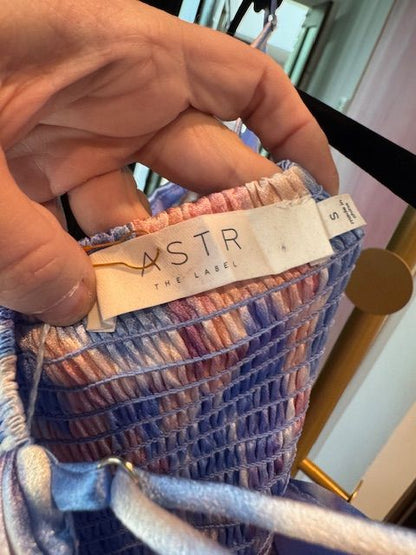 ASTR
THE LABEL
S